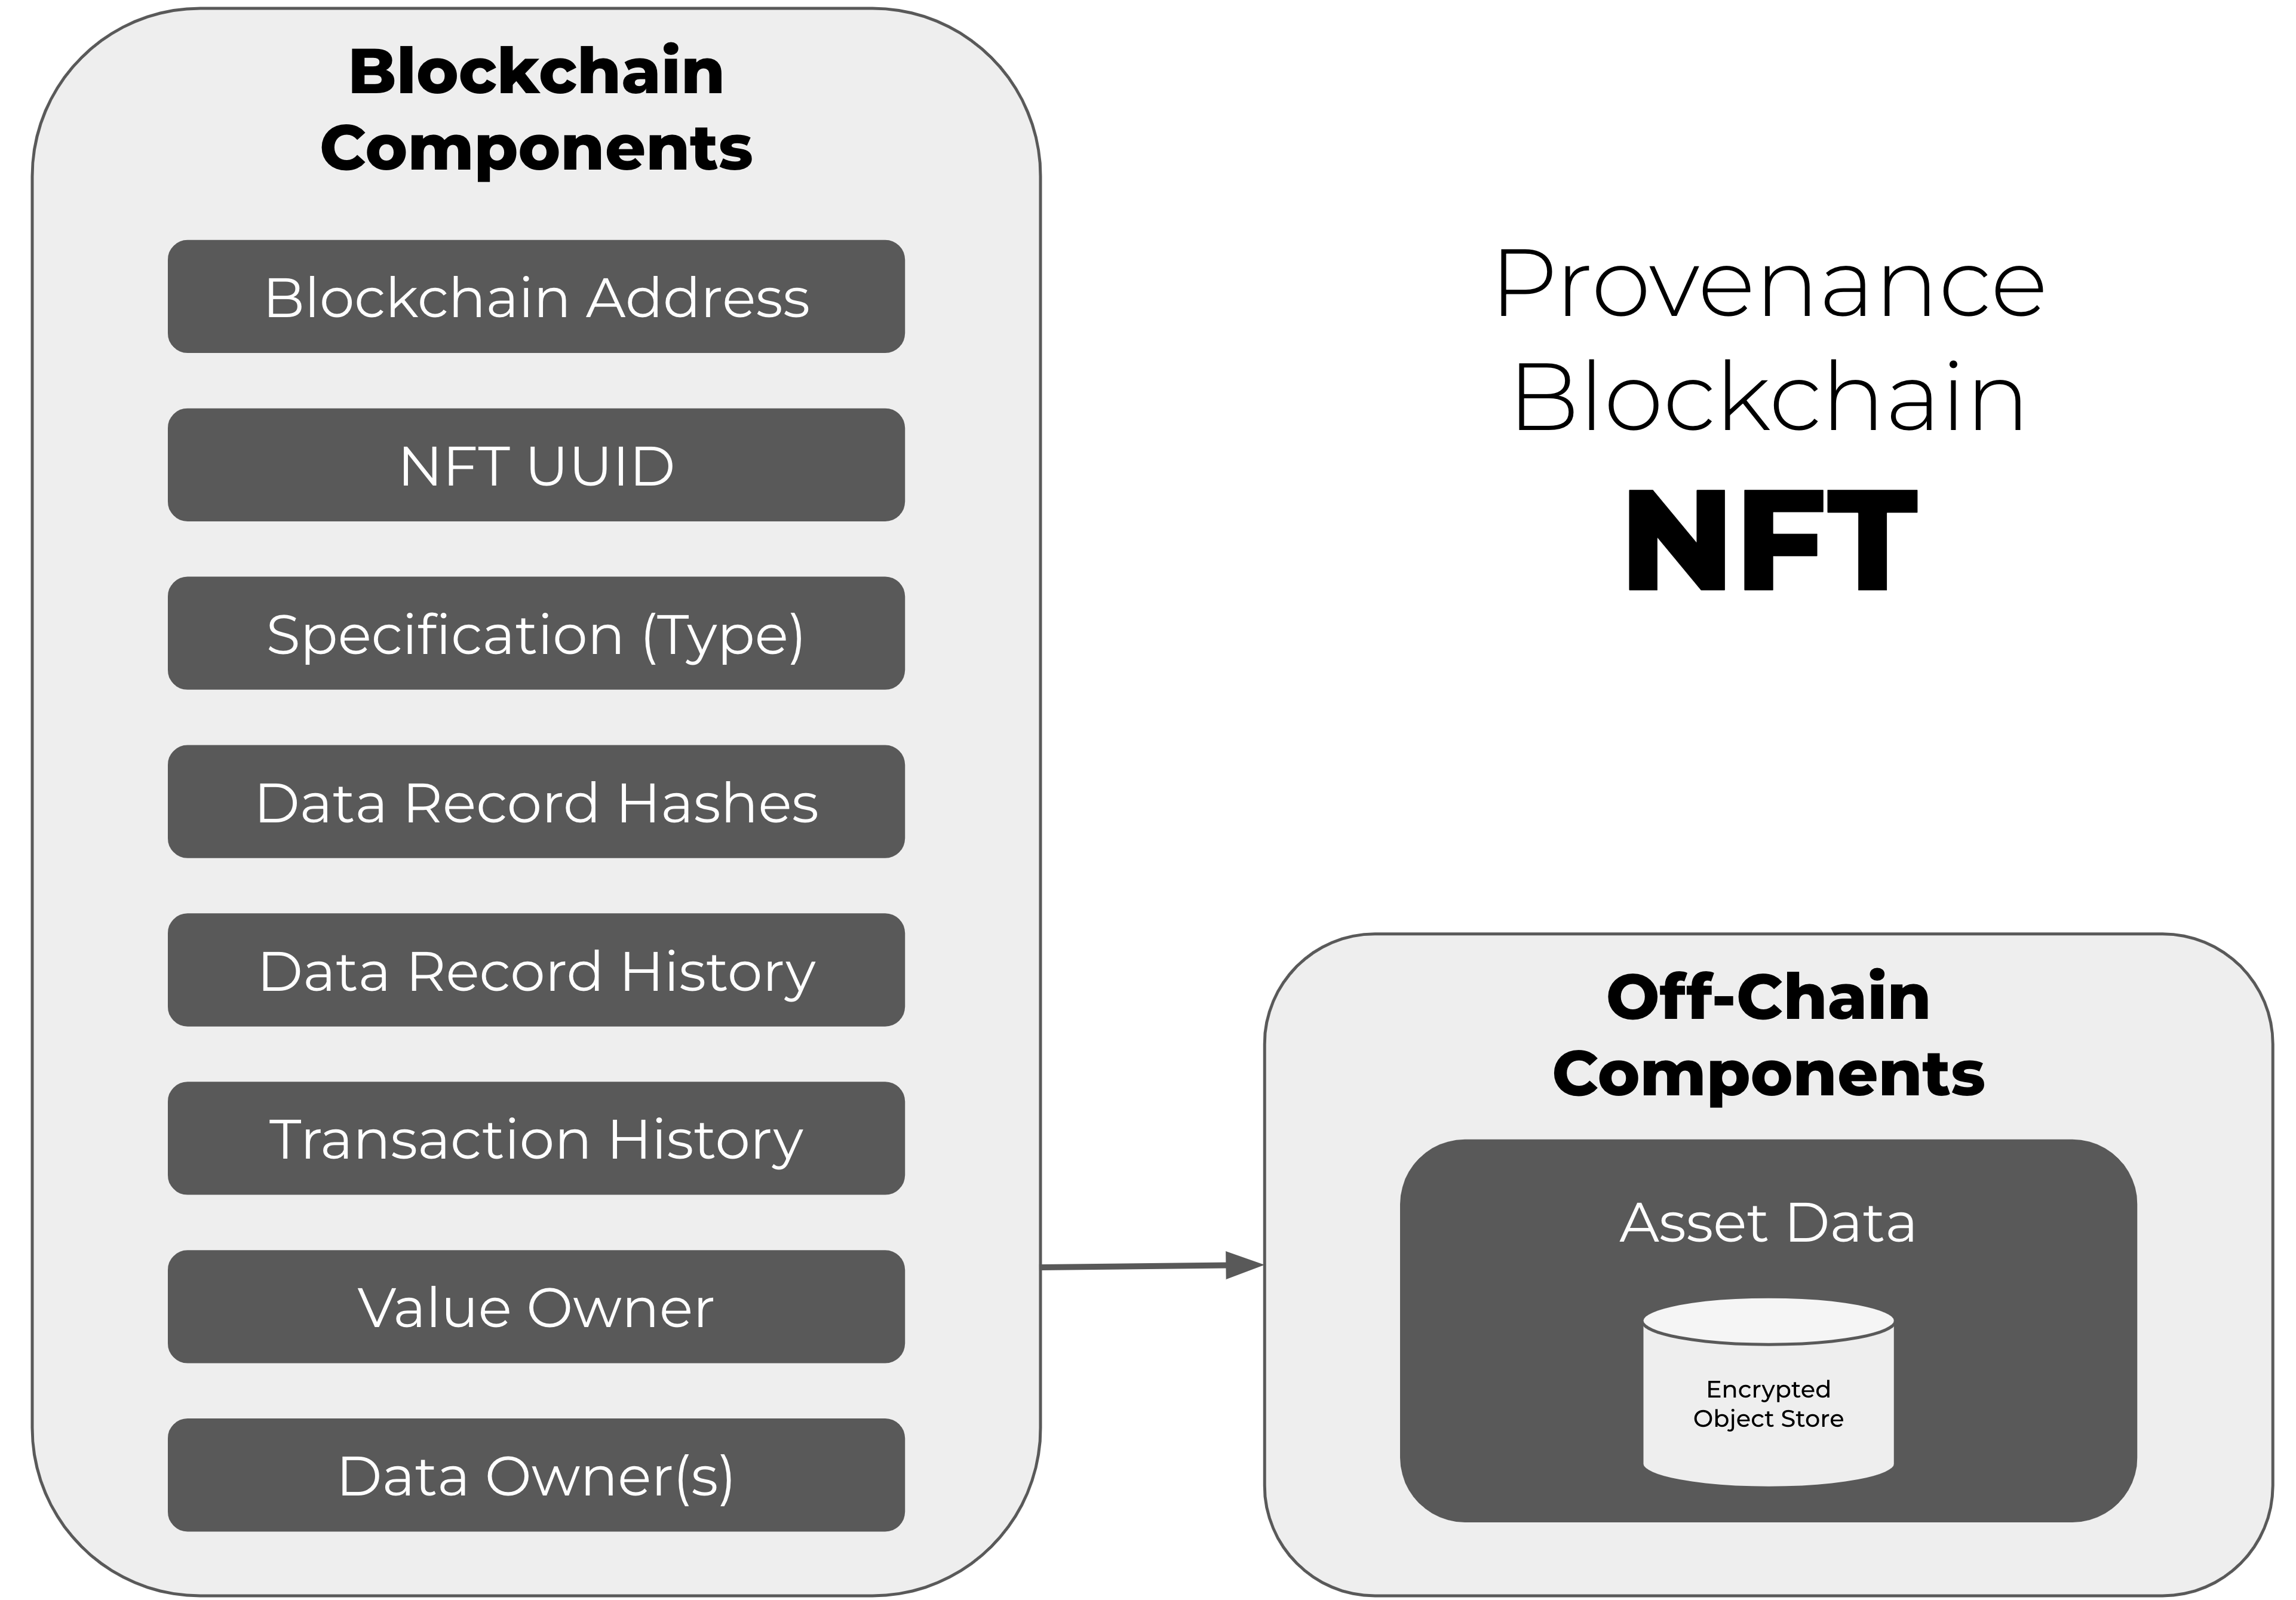 Blockchain
Components
Blockchain Address
NFT UUID
Specification (Type)
Data Record Hashes
Data Record History
Transaction History
Value Owner
Data Owner(s)
Provenance
Blockchain
NFT
Off-Chain
Components
Asset Data
Encrypted
Object Store